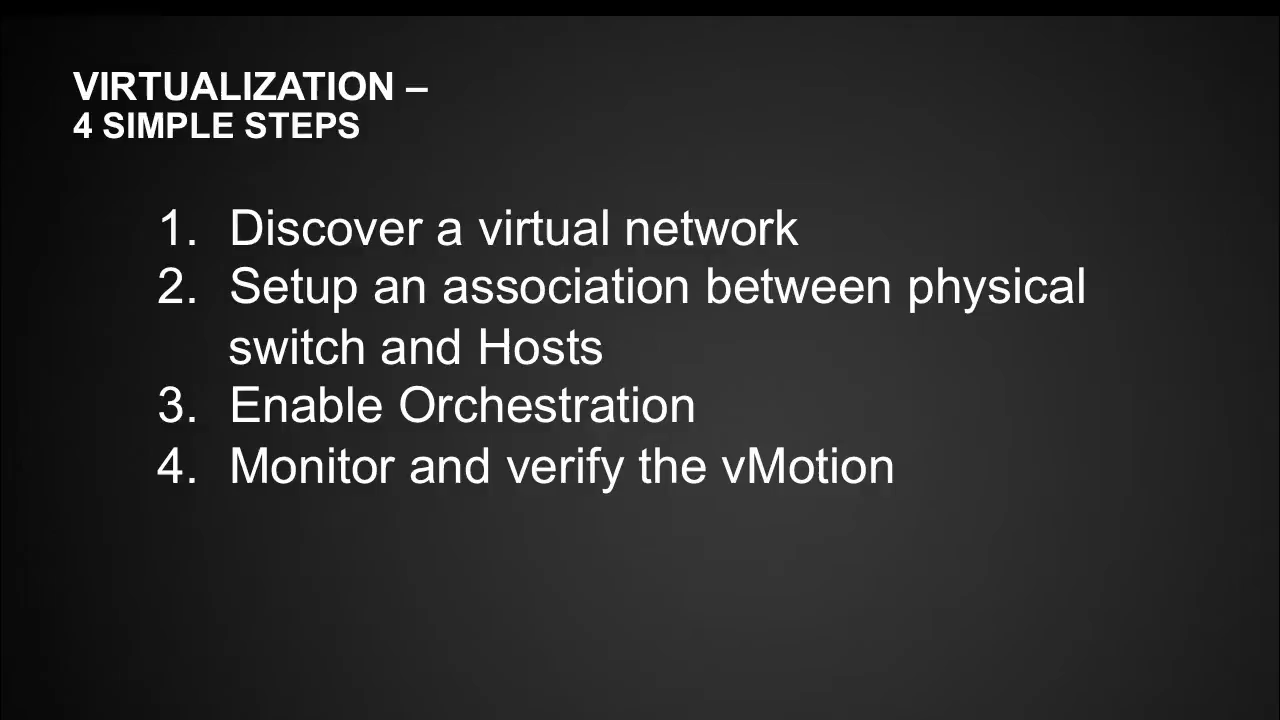 VIRTUALIZATION –
4 SIMPLE STEPS
1. Discover a virtual network
2. Setup an association between physical
switch and Hosts
3. Enable Orchestration
4. Monitor and verify the vMotion